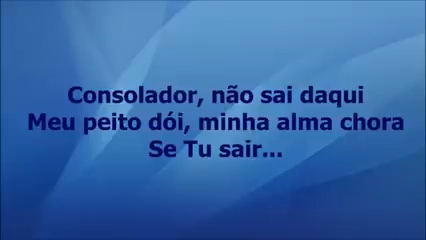 Consolador, não sai daqui
Meu peito dói, minha alma chora
Se Tu sair...